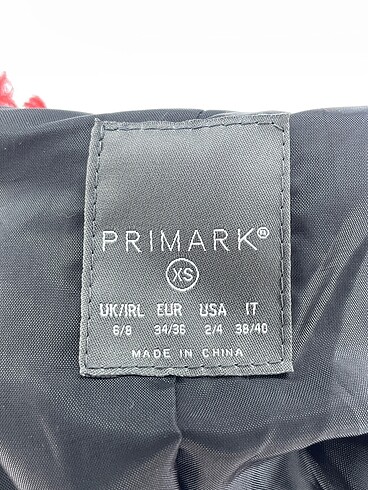 PRIMARK®
XS
UK/IRL EUR USA IT
6/8 34/36 2/4 38/40
MADE IN CHINA